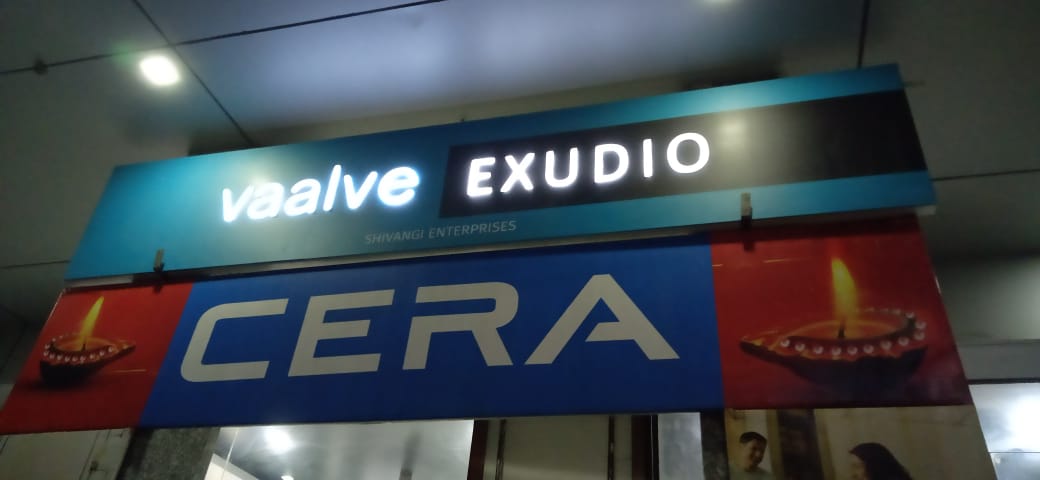 vaalve EXUDIO
SHIVANGI ENTERPRISES
CERA